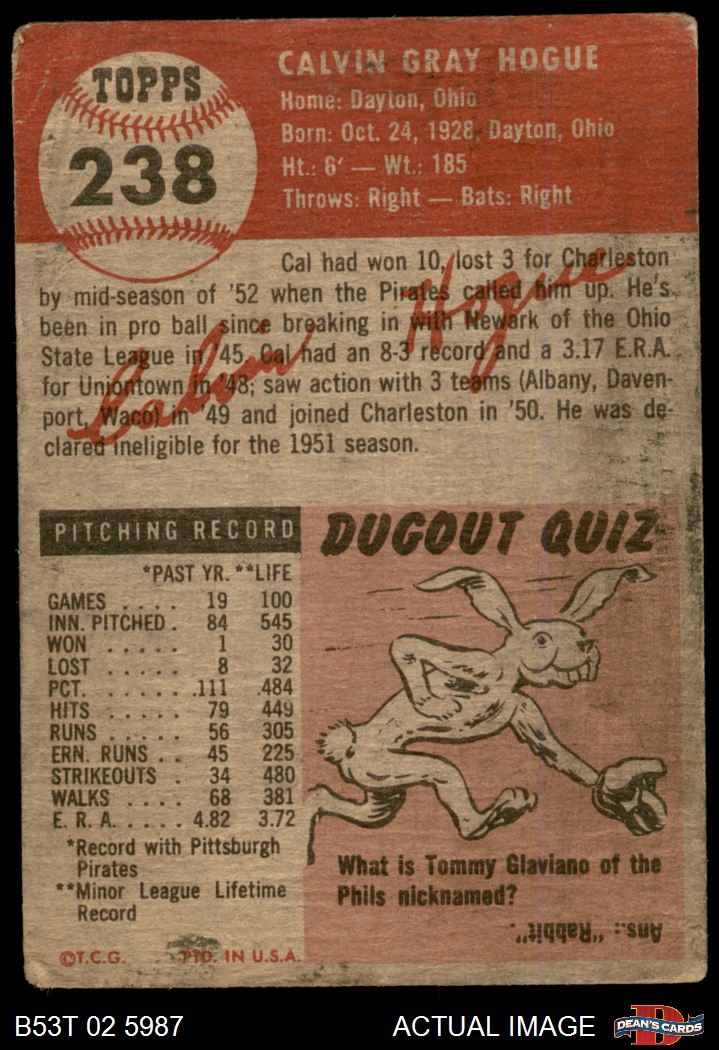 TOPPS
238
CALVIN GRAY HOGUE
Home: Dayton, Ohio
Born: Oct. 24, 1928, Dayton, Ohio
Ht.: 6' — Wt.: 185
Throws: Right — Bats: Right
Cal had won 10, lost 3 for Charleston
by mid-season of '52 when the Pirates called him up. He's
been in pro ball since breaking in with Newark of the Ohio
State League in '45. Cal had an 8-3 record and a 3.17 E.R.A.
for Uniontown in '48; saw action with 3 teams (Albany, Daven-
port, Waco) in '49 and joined Charleston in '50. He was de-
clared ineligible for the 1951 season.
Calvin Hogue
PITCHING RECORD
*PAST YR. **LIFE
GAMES . . . . 19 100
INN. PITCHED . 84 545
WON . . . . . 1 30
LOST . . . . . 8 32
PCT. . . . . . .111 .484
HITS . . . . . 79 449
RUNS . . . . . 56 305
ERN. RUNS . . 45 225
STRIKEOUTS . 34 480
WALKS . . . . 68 381
E. R. A. . . . . 4.82 3.72
*Record with Pittsburgh
Pirates
**Minor League Lifetime
Record
©T.C.G. PTD. IN U.S.A.
DUGOUT QUIZ
What is Tommy Glaviano of the
Phils nicknamed?
Ans.: "Rabbit".
B53T 02 5987
ACTUAL IMAGE
D
DEAN'S CARDS